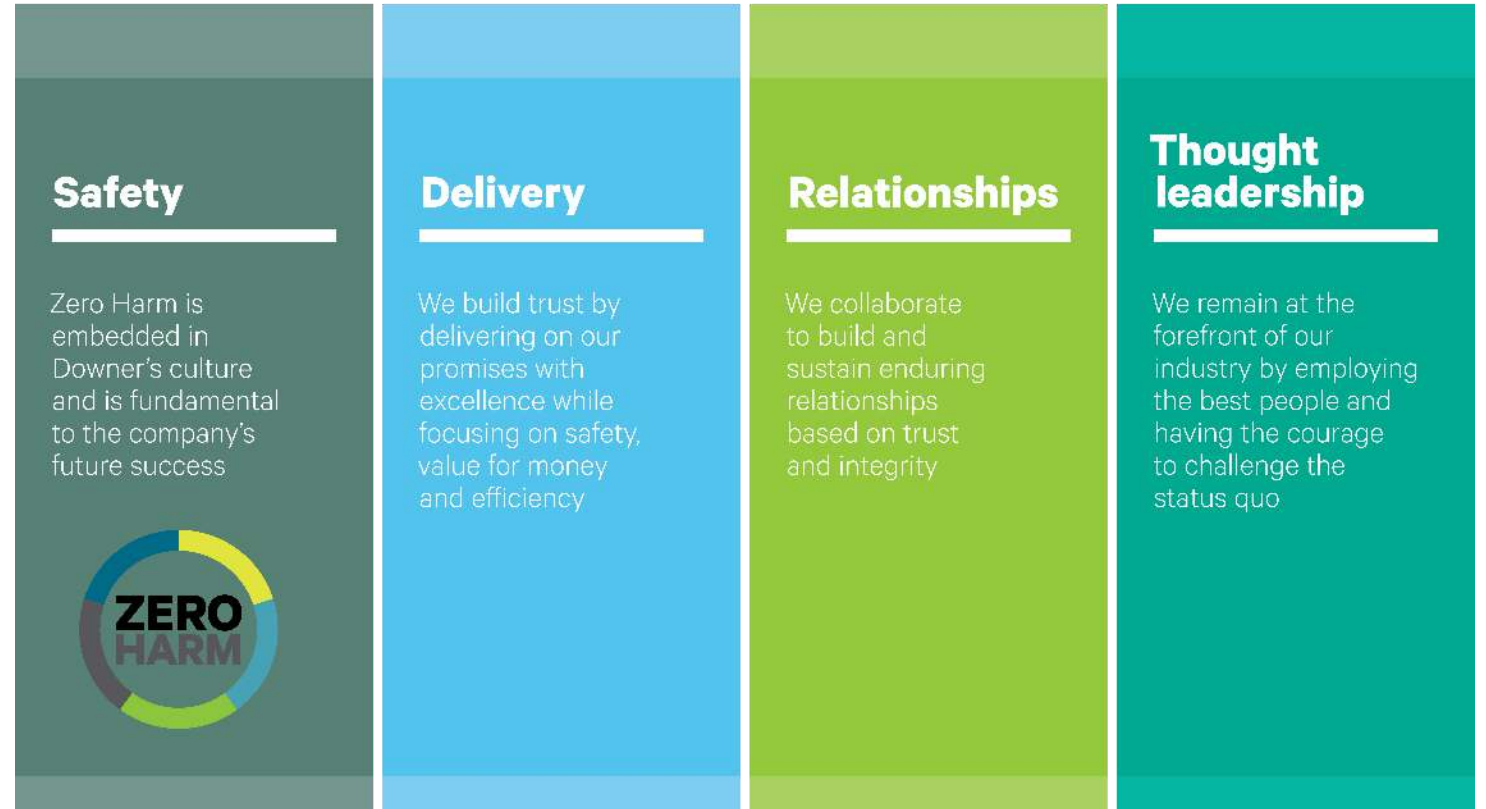 Safety
Zero Harm is
embedded in
Downer's culture
and is fundamental
to the company's
future success
ZERO
HARM
Delivery
We build trust by
delivering on our
promises with
excellence while
focusing on safety,
value for money
and efficiency
Relationships
We collaborate
to build and
sustain enduring
relationships
based on trust
and integrity
Thought
leadership
We remain at the
forefront of our
industry by employing
the best people and
having the courage
to challenge the
status quo